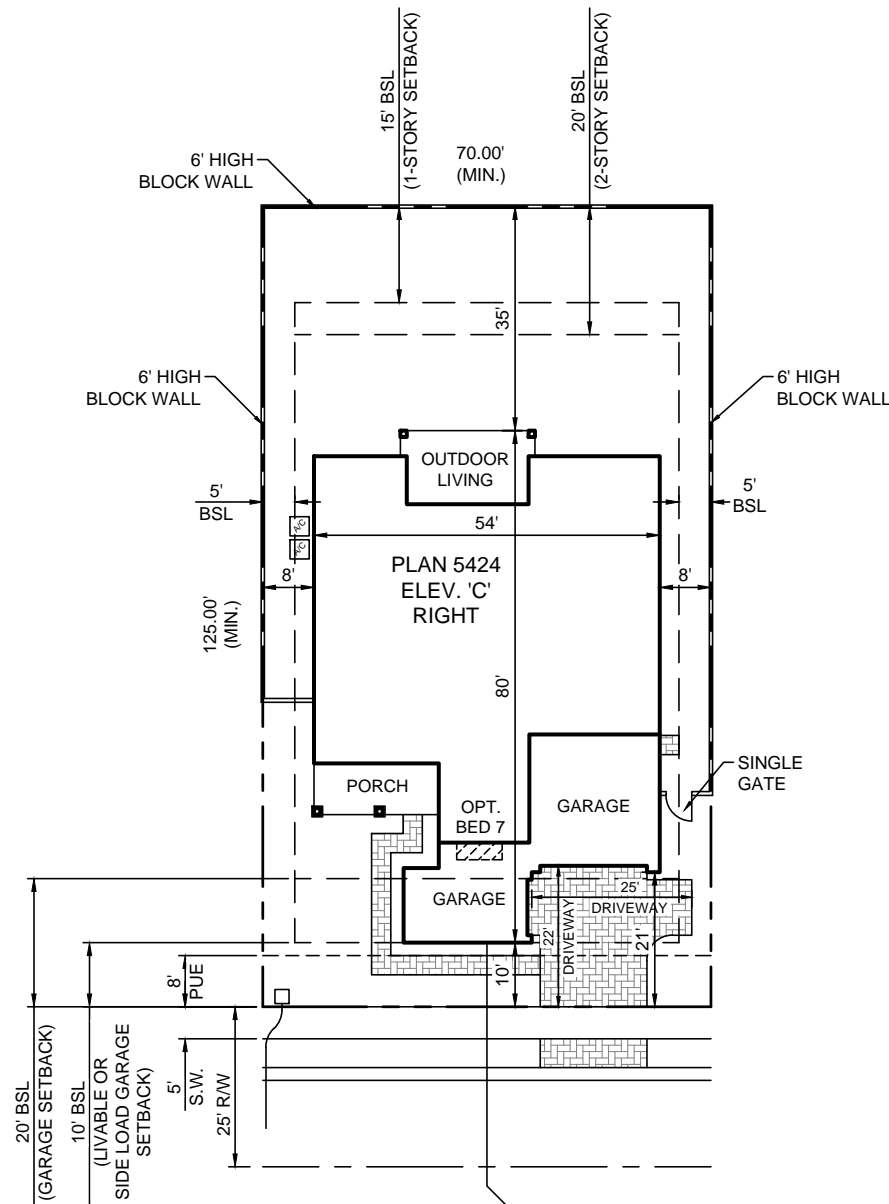 15' BSL
(1-STORY SETBACK)
20' BSL
(2-STORY SETBACK)
70.00'
(MIN.)
6' HIGH
BLOCK WALL
35'
6' HIGH
BLOCK WALL
6' HIGH
BLOCK WALL
OUTDOOR
LIVING
5'
BSL
5'
BSL
A/C
A/C
54'
PLAN 5424
ELEV. 'C'
RIGHT
8'
8'
125.00'
(MIN.)
80'
PORCH
OPT.
BED 7
GARAGE
SINGLE
GATE
GARAGE
25'
DRIVEWAY
22'
DRIVEWAY
21'
10'
8'
PUE
20' BSL
(GARAGE SETBACK)
10' BSL
(LIVABLE OR
SIDE LOAD GARAGE
SETBACK)
5'
S.W.
25' R/W